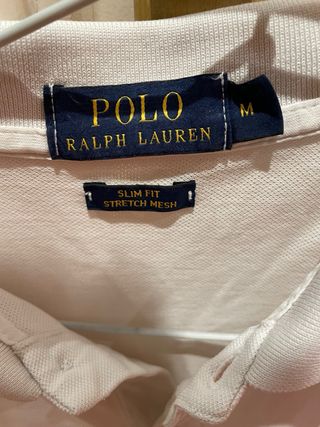 POLO
RALPH LAUREN
M
SLIM FIT
STRETCH MESH